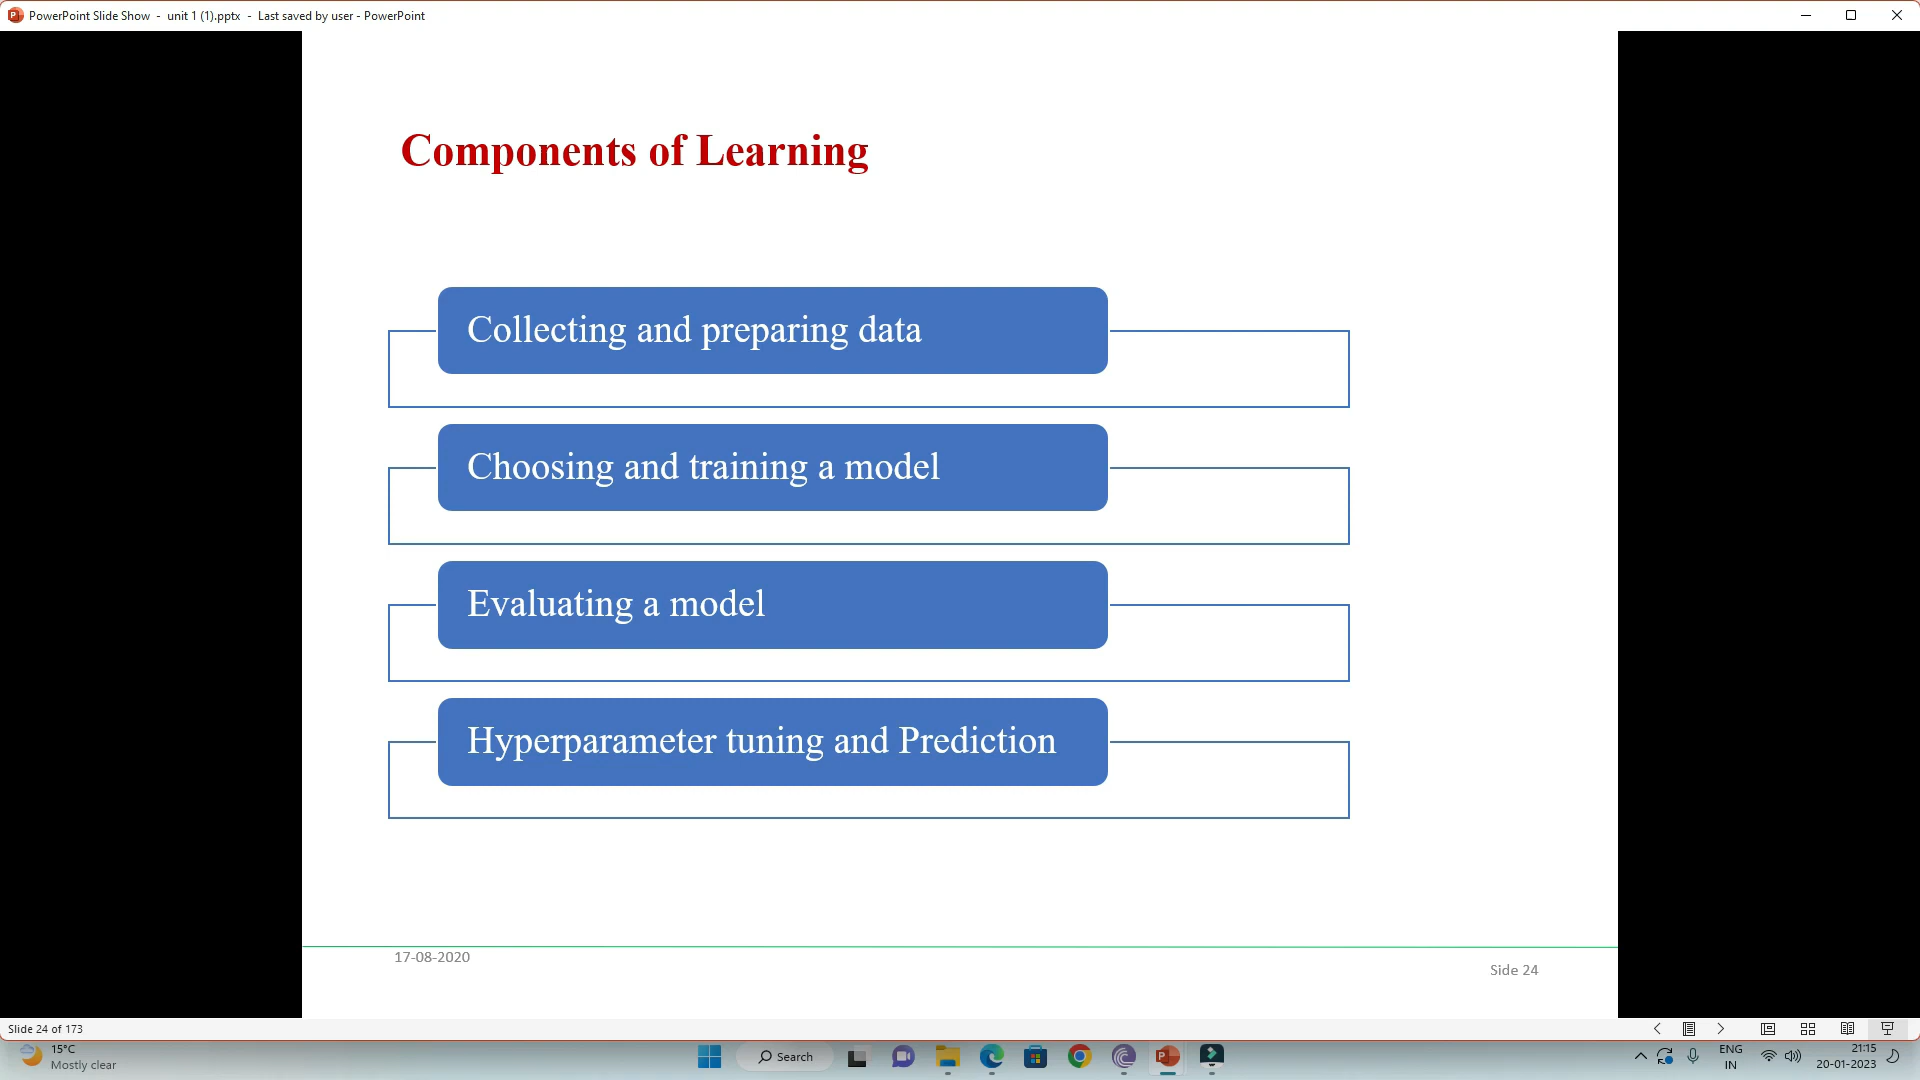 PowerPoint Slide Show - unit 1 (1).pptx - Last saved by user - PowerPoint
Components of Learning
Collecting and preparing data
Choosing and training a model
Evaluating a model
Hyperparameter tuning and Prediction
17-08-2020
Side 24
Slide 24 of 173
15°C
Mostly clear
Search
ENG
IN
21:15
20-01-2023